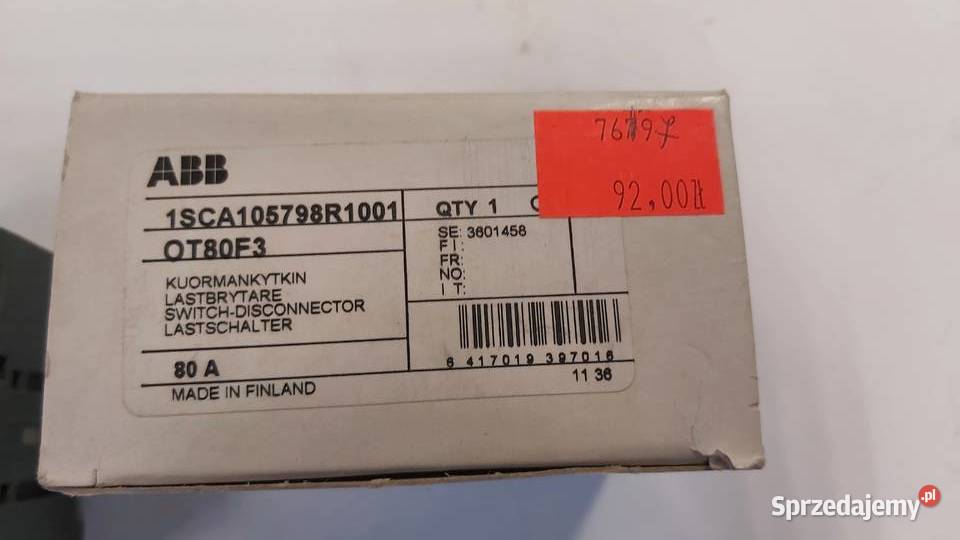 ABB
1SCA105798R1001
OT80F3
KUORMANKYTKIN
LASTBRYTARE
SWITCH-DISCONNECTOR
LASTSCHALTER
80 A
MADE IN FINLAND
QTY 1
SE: 3601458
FI:
FR:
NO:
IT:
6 417019 397016
11 36
92,00zł
Sprzedajemy.pl